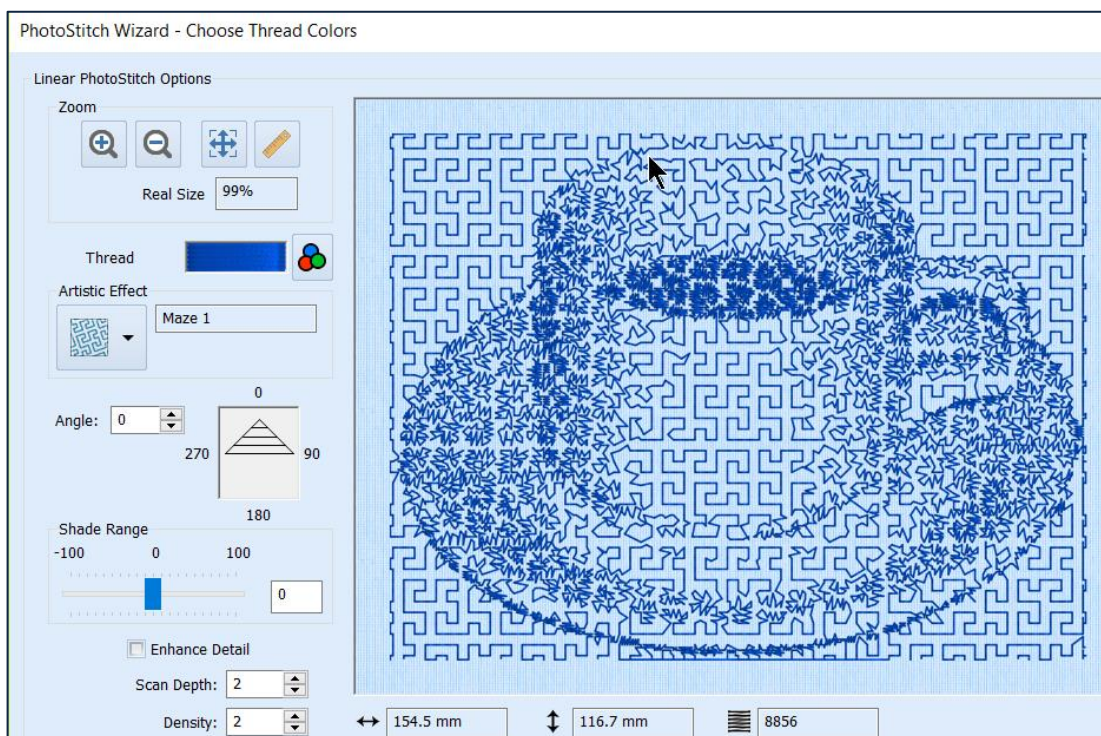 PhotoStitch Wizard - Choose Thread Colors
Linear PhotoStitch Options
Zoom
Real Size 99%
Thread
Artistic Effect
Maze 1
0
Angle: 0
270 90
180
Shade Range
-100 0 100
0
Enhance Detail
Scan Depth: 2
Density: 2
154.5 mm 116.7 mm 8856